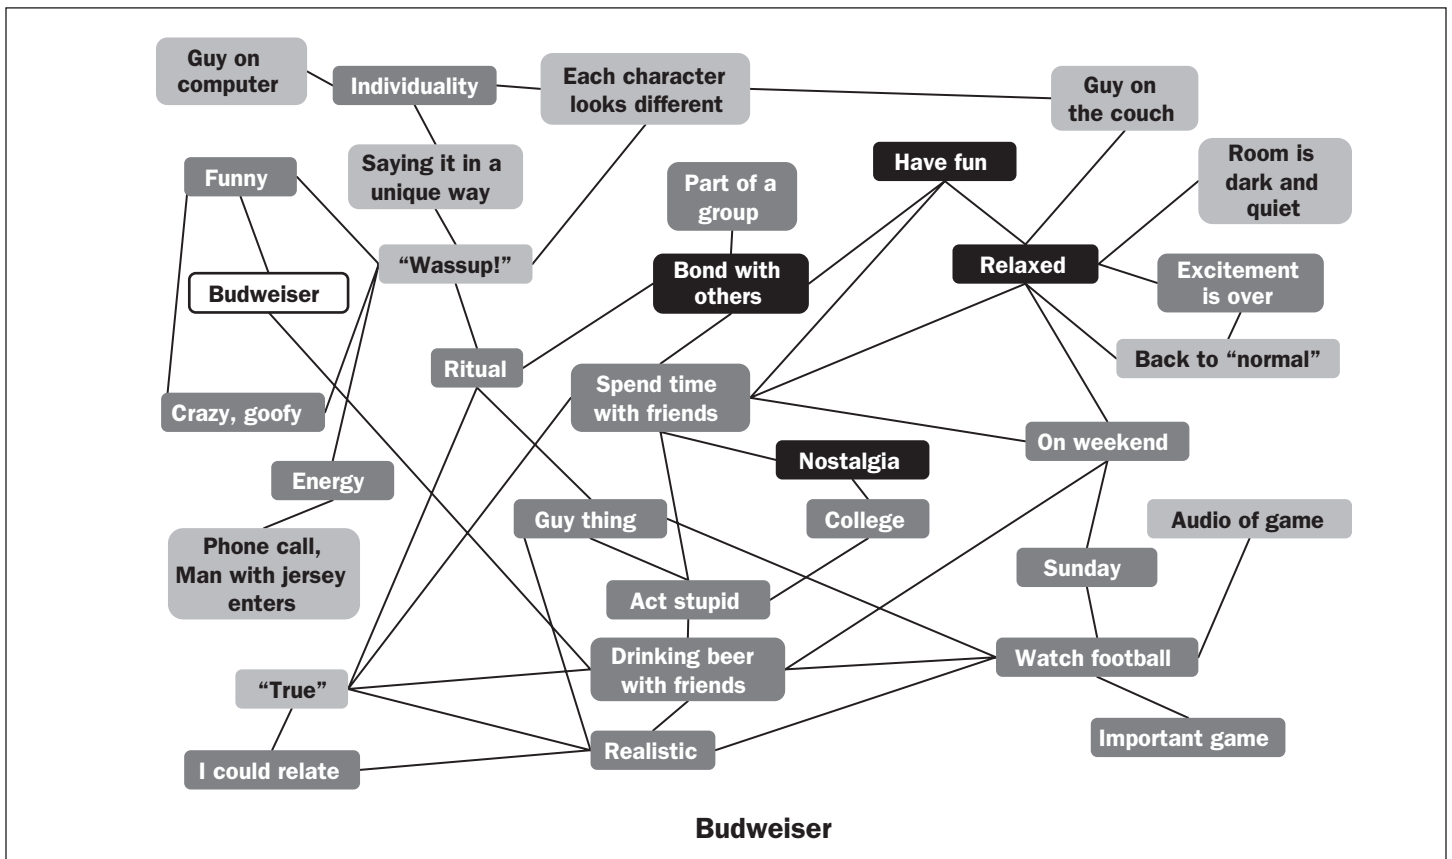 Guy on
computer
Individuality
Each character
looks different
Guy on
the couch
Funny
Saying it in a
unique way
Part of a
group
Have fun
Room is
dark and
quiet
“Wassup!”
Bond with
others
Relaxed
Excitement
is over
Budweiser
Ritual
Spend time
with friends
Back to “normal”
Crazy, goofy
On weekend
Nostalgia
Energy
Guy thing
College
Audio of game
Phone call,
Man with jersey
enters
Act stupid
Sunday
Drinking beer
with friends
Watch football
“True”
Realistic
Important game
I could relate
Budweiser